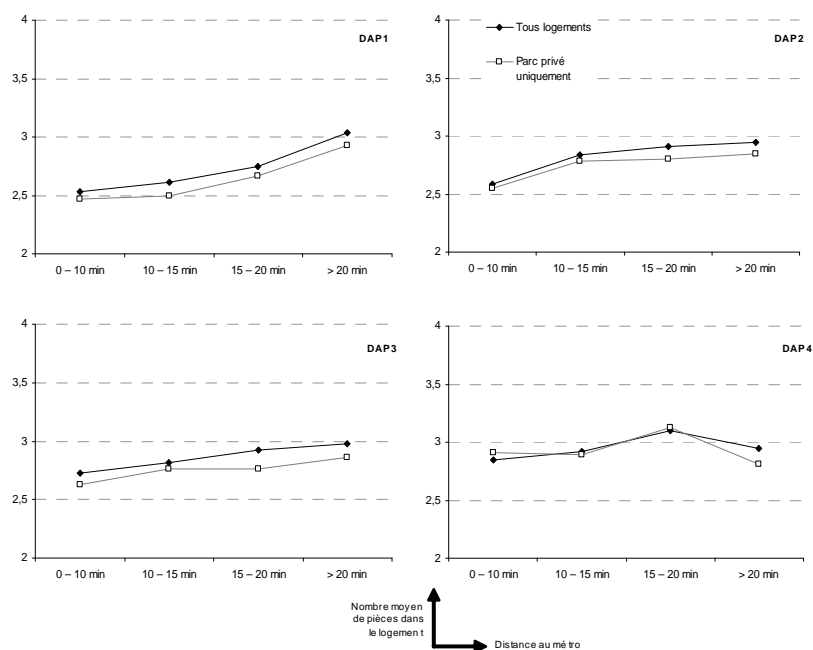 4
DAP1
3,5
3
2,5
2
0 – 10 min
10 – 15 min
15 – 20 min
> 20 min
4
Tous logements
DAP2
3,5
Parc privé
uniquement
3
2,5
2
0 – 10 min
10 – 15 min
15 – 20 min
> 20 min
4
DAP3
3,5
3
2,5
2
0 – 10 min
10 – 15 min
15 – 20 min
> 20 min
4
DAP4
3,5
3
2,5
2
0 – 10 min
10 – 15 min
15 – 20 min
> 20 min
Nombre moyen
de pièces dans
le logement
Distance au métro